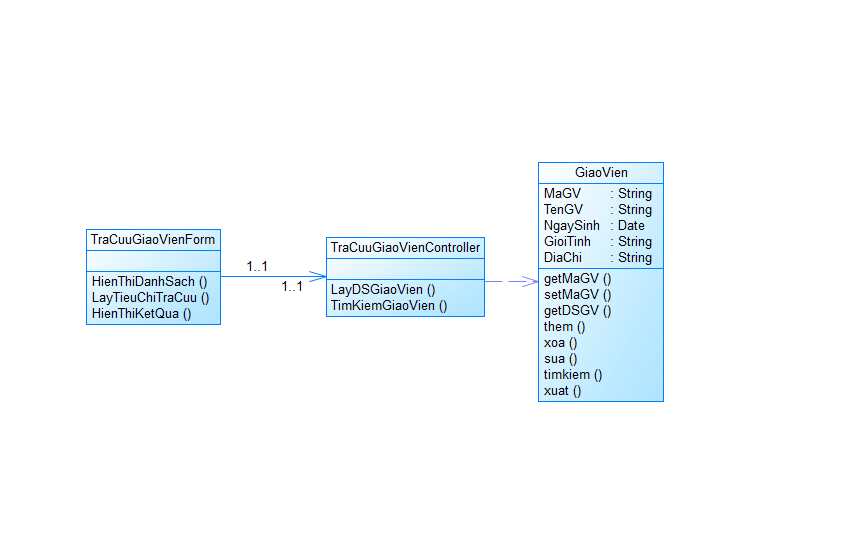 TraCuuGiaoVienForm
HienThiDanhSach ()
LayTieuChiTraCuu ()
HienThiKetQua ()
1..1
1..1
TraCuuGiaoVienController
LayDSGiaoVien ()
TimKiemGiaoVien ()
GiaoVien
MaGV : String
TenGV : String
NgaySinh : Date
GioiTinh : String
DiaChi : String
getMaGV ()
setMaGV ()
getDSGV ()
them ()
xoa ()
sua ()
timkiem ()
xuat ()